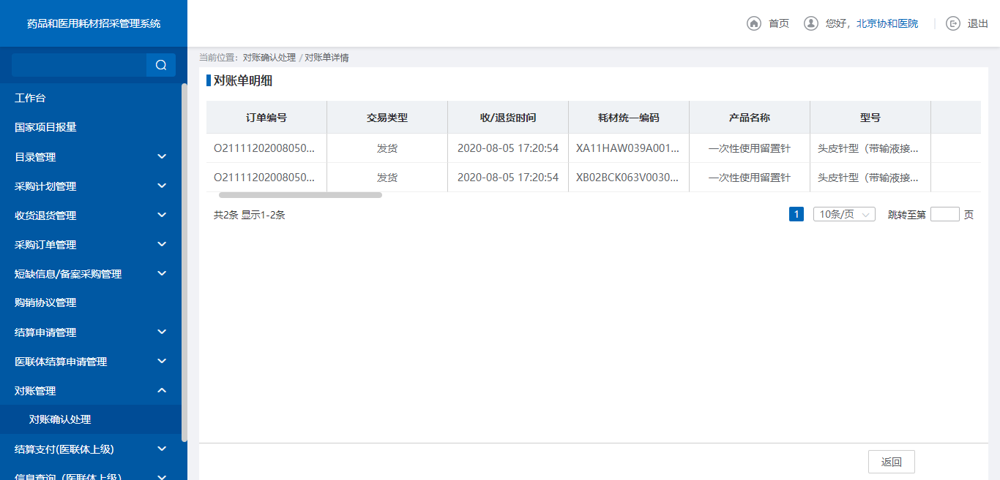 药品和医用耗材招采管理系统
首页
您好，北京协和医院
退出
当前位置：对账确认处理 / 对账单详情
工作台
国家项目报量
目录管理
采购计划管理
收货退货管理
采购订单管理
短缺信息/备案采购管理
购销协议管理
结算申请管理
医联体结算申请管理
对账管理
对账确认处理
结算支付(医联体上级)
信息查询（医联体上级）
对账单明细
订单编号 交易类型 收/退货时间 耗材统一编码 产品名称 型号
O21111202008050... 发货 2020-08-05 17:20:54 XA11HAW039A001... 一次性使用留置针 头皮针型（带输液接...
O21111202008050... 发货 2020-08-05 17:20:54 XB02BCK063V0030... 一次性使用留置针 头皮针型（带输液接...
共2条 显示1-2条
1 10条/页 跳转至第 页
返回